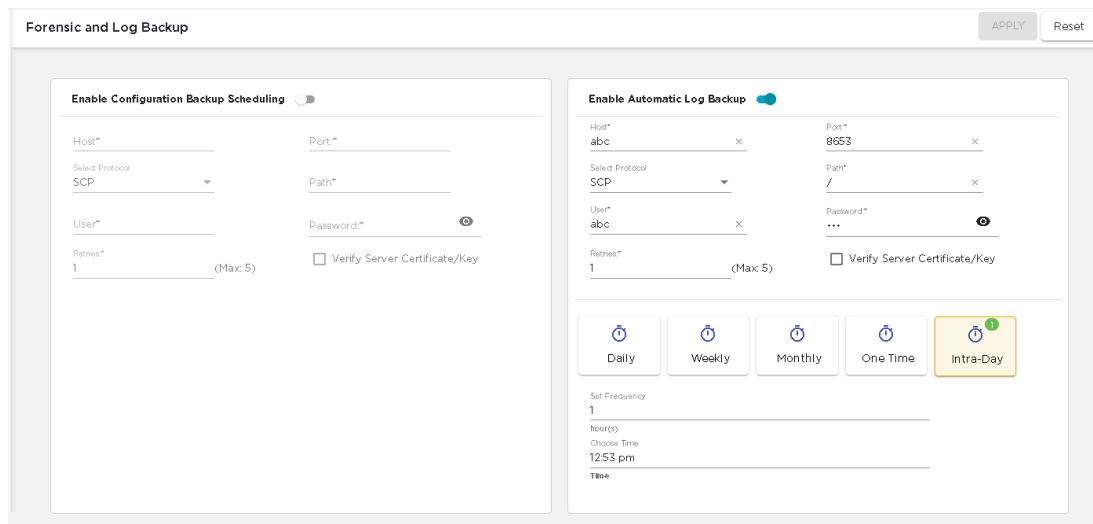 Forensic and Log Backup
APPLY
Reset
Enable Configuration Backup Scheduling
Host*
Port:*
Select Protocol
SCP
Path*
User*
Password:*
Retries:*
1
(Max: 5)
Verify Server Certificate/Key
Enable Automatic Log Backup
Host*
abc
Port:*
8653
Select Protocol
SCP
Path*
/
User*
abc
Password:*
•••
Retries:*
1
(Max: 5)
Verify Server Certificate/Key
Daily
Weekly
Monthly
One Time
1
Intra-Day
Set Frequency
1
hour(s)
Choose Time
12:53 pm
Time